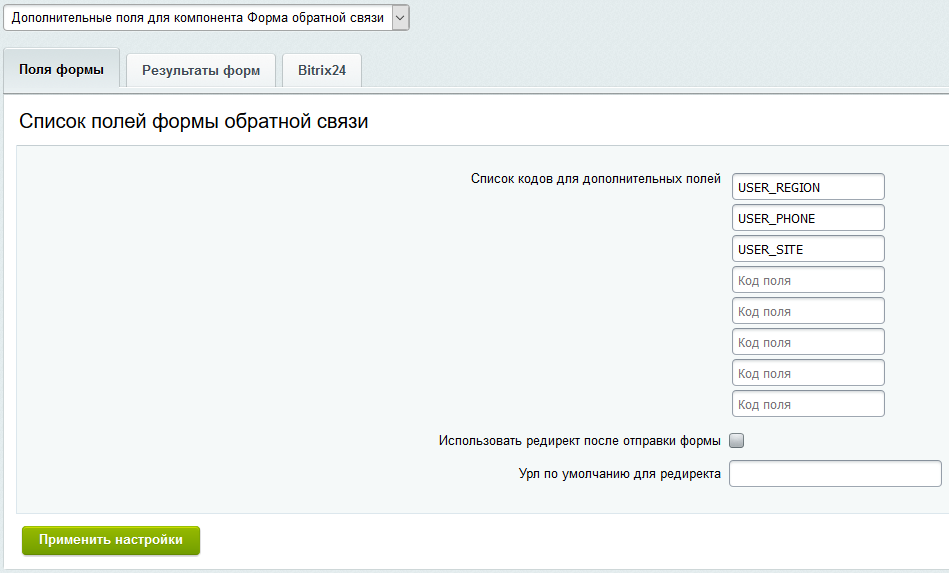 Дополнительные поля для компонента Форма обратной связи
Поля формы Результаты форм Bitrix24
Список полей формы обратной связи
Список кодов для дополнительных полей USER_REGION
USER_PHONE
USER_SITE
Код поля
Код поля
Код поля
Код поля
Код поля
Использовать редирект после отправки формы
Урл по умолчанию для редиректа
Применить настройки